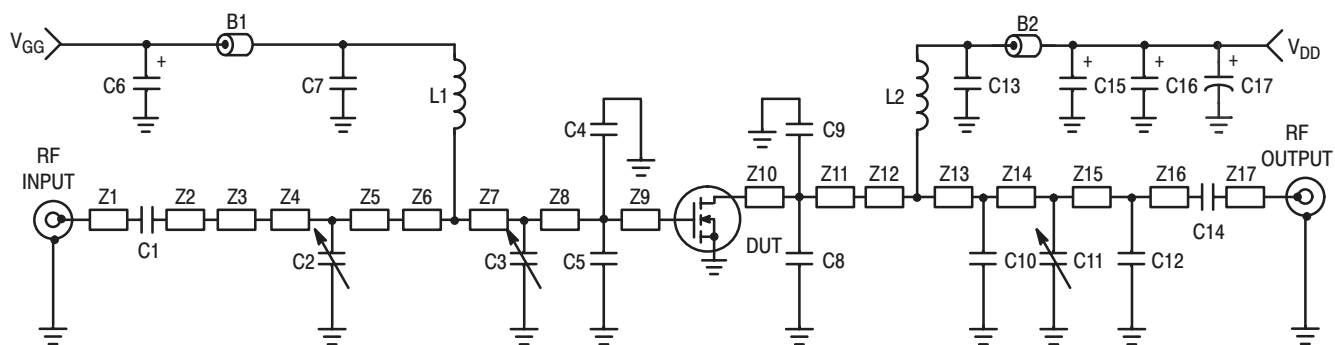 B1
B2
VGG
VDD
+
+
+
+
C6
C7
L1
L2
C13
C15
C16
C17
C4
C9
RF
INPUT
RF
OUTPUT
Z1
Z2
Z3
Z4
Z5
Z6
Z7
Z8
Z9
Z10
Z11
Z12
Z13
Z14
Z15
Z16
Z17
C1
C14
DUT
C2
C3
C5
C8
C10
C11
C12